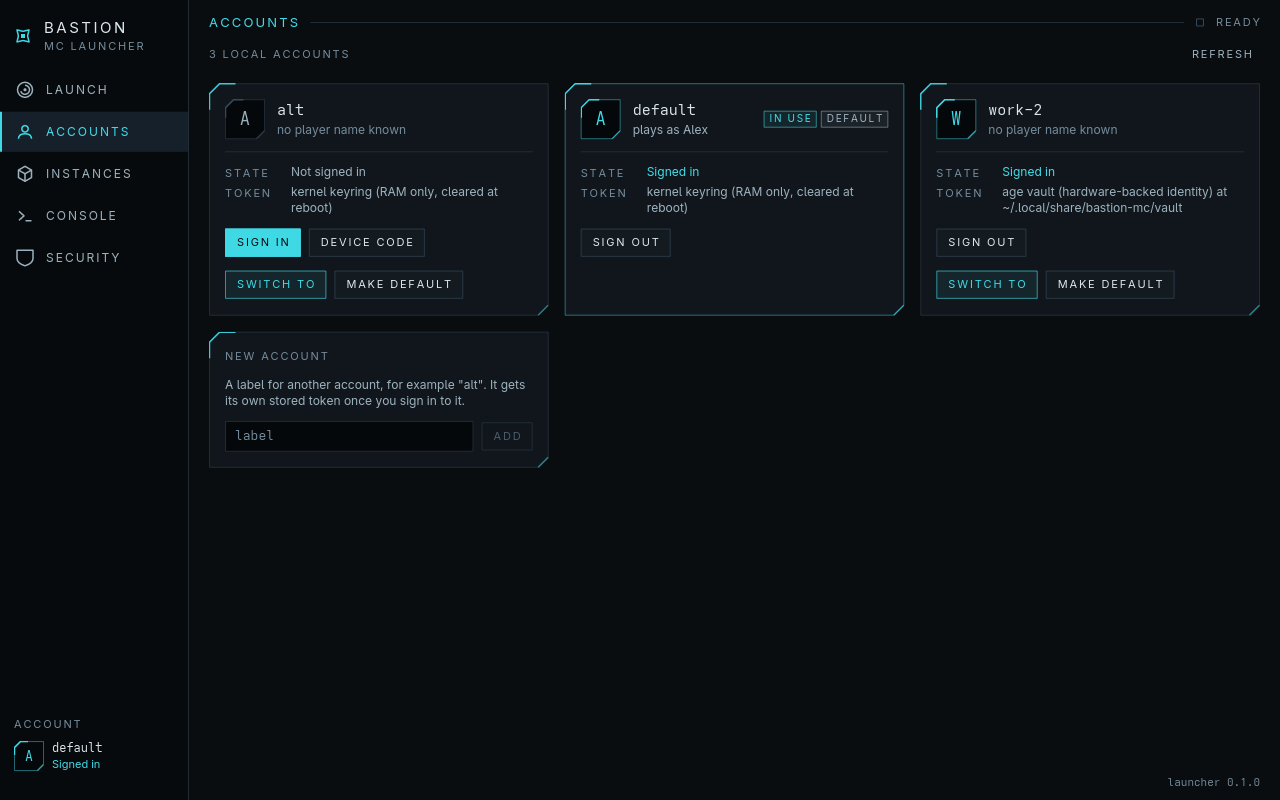 BASTION
MC LAUNCHER
LAUNCH
ACCOUNTS
INSTANCES
CONSOLE
SECURITY
ACCOUNT
A
default
Signed in
ACCOUNTS
READY
3 LOCAL ACCOUNTS
REFRESH
A
alt
no player name known
STATE
Not signed in
TOKEN
kernel keyring (RAM only, cleared at
reboot)
SIGN IN
DEVICE CODE
SWITCH TO
MAKE DEFAULT
A
default
plays as Alex
IN USE
DEFAULT
STATE
Signed in
TOKEN
kernel keyring (RAM only, cleared at
reboot)
SIGN OUT
W
work-2
no player name known
STATE
Signed in
TOKEN
age vault (hardware-backed identity) at
~/.local/share/bastion-mc/vault
SIGN OUT
SWITCH TO
MAKE DEFAULT
NEW ACCOUNT
A label for another account, for example "alt". It gets
its own stored token once you sign in to it.
label
ADD
launcher 0.1.0